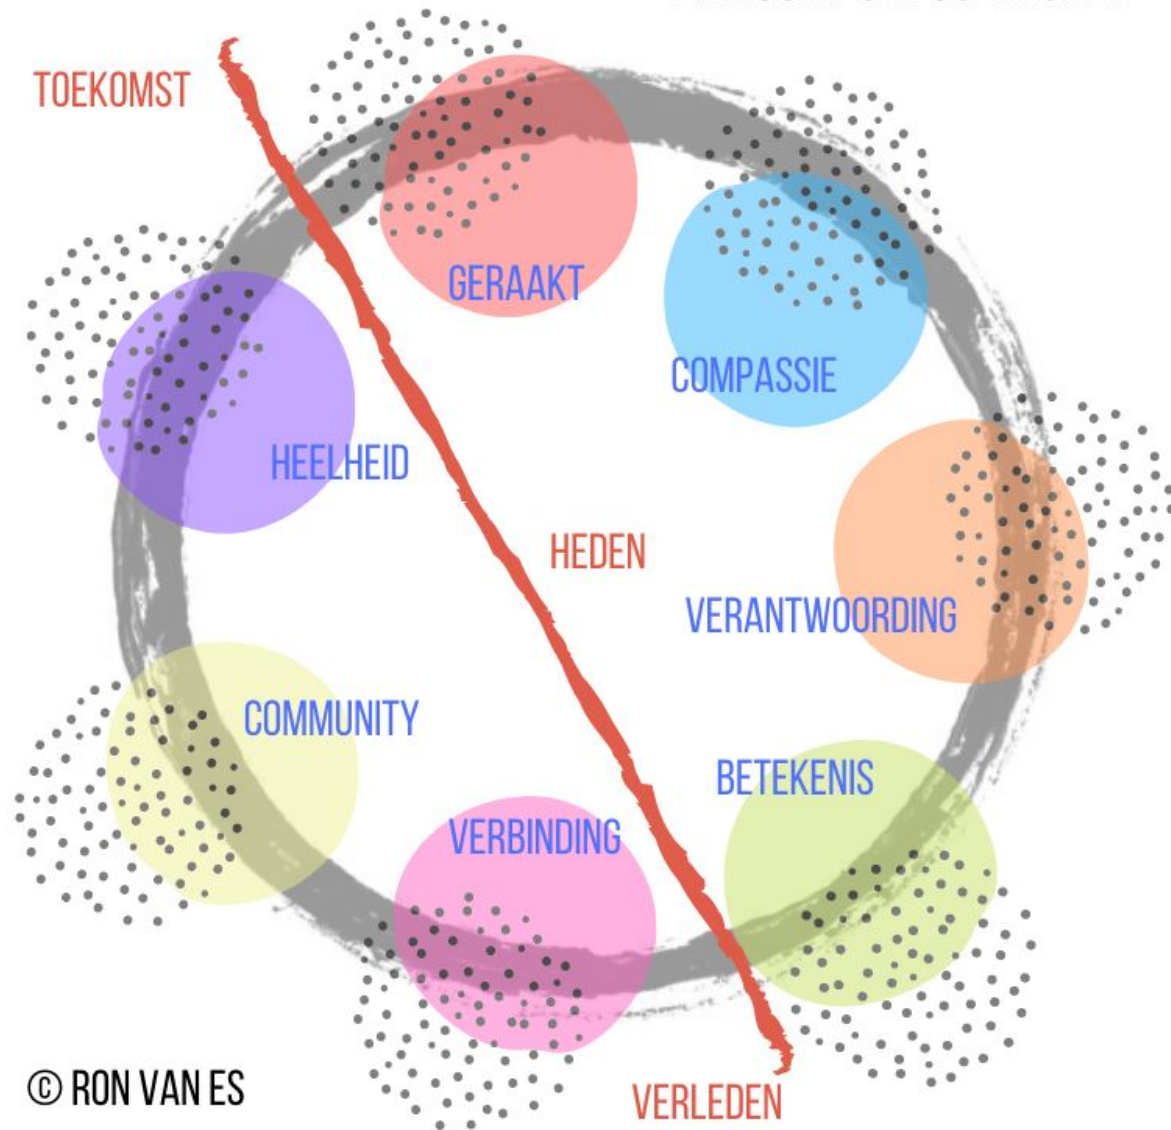 TOEKOMST
GERAAKT
COMPASSIE
HEELHEID
HEDEN
VERANTWOORDING
COMMUNITY
BETEKENIS
VERBINDING
© RON VAN ES
VERLEDEN